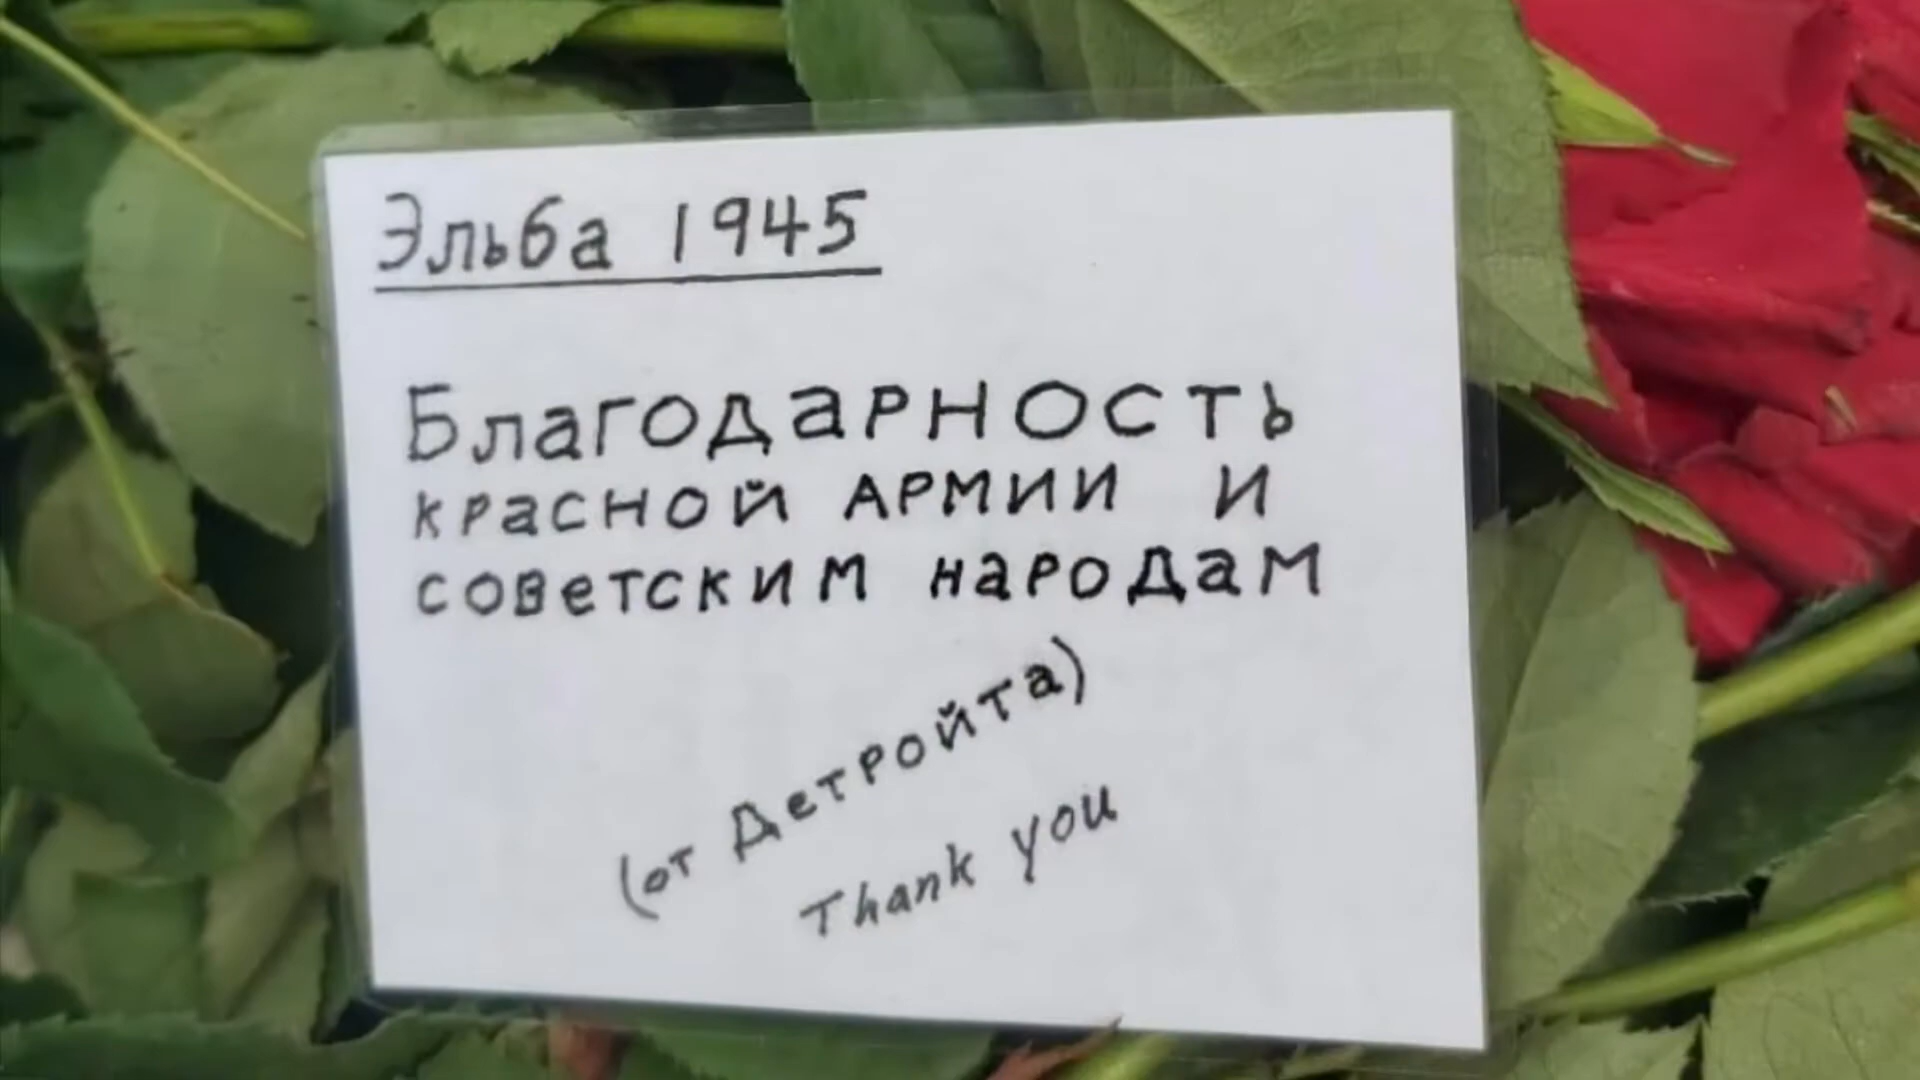 Эльба 1945
Благодарность
красной Армии и
советским народам
(от Детройта)
Thank you